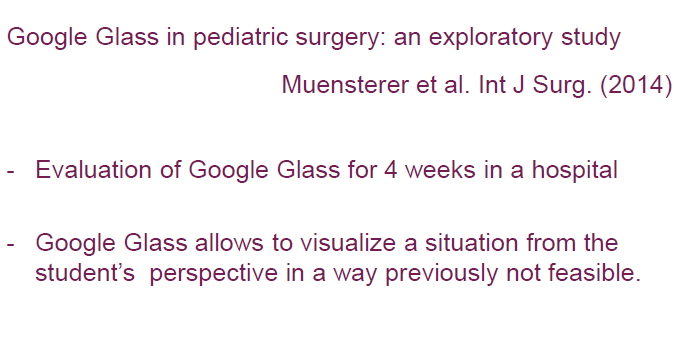 Google Glass in pediatric surgery: an exploratory study
Muensterer et al. Int J Surg. (2014)
- Evaluation of Google Glass for 4 weeks in a hospital
- Google Glass allows to visualize a situation from the
student’s  perspective in a way previously not feasible.